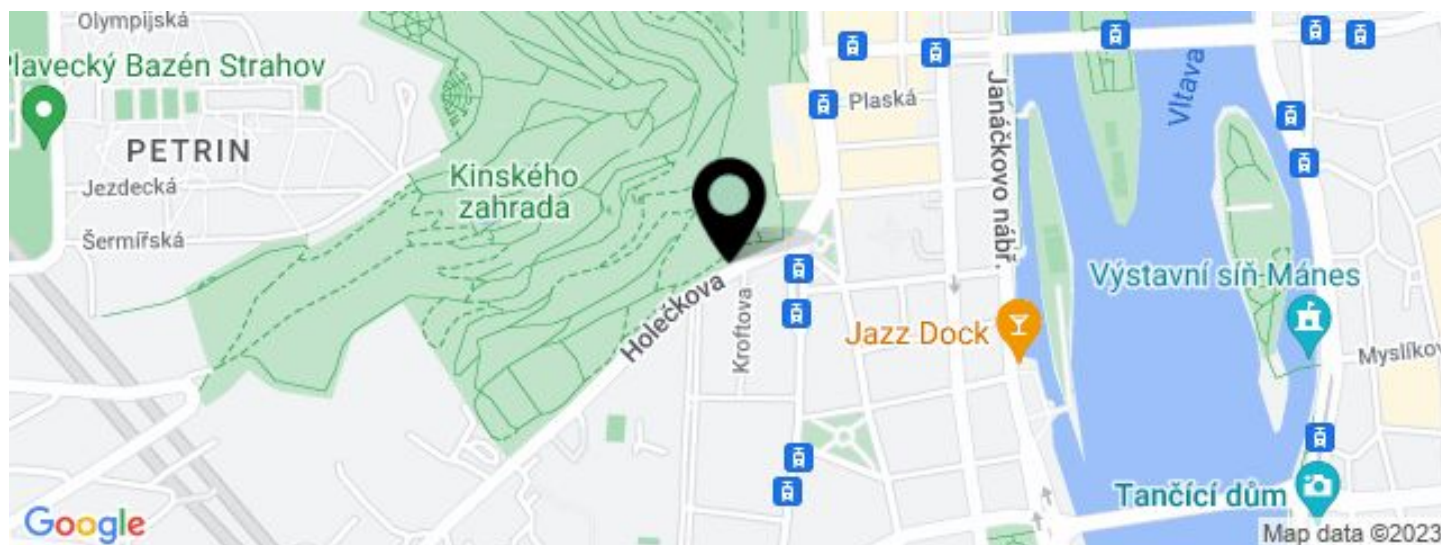 Olympijská
Plavecký Bazén Strahov
PETRIN
Jezdecká
Šermířská
Kinského
zahrada
Holečkova
Kroftova
Plaská
Janáčkovo nábř.
Vltava
Výstavní síň Mánes
Jazz Dock
Myslíkov
Tančící dům
Google
Map data ©2023